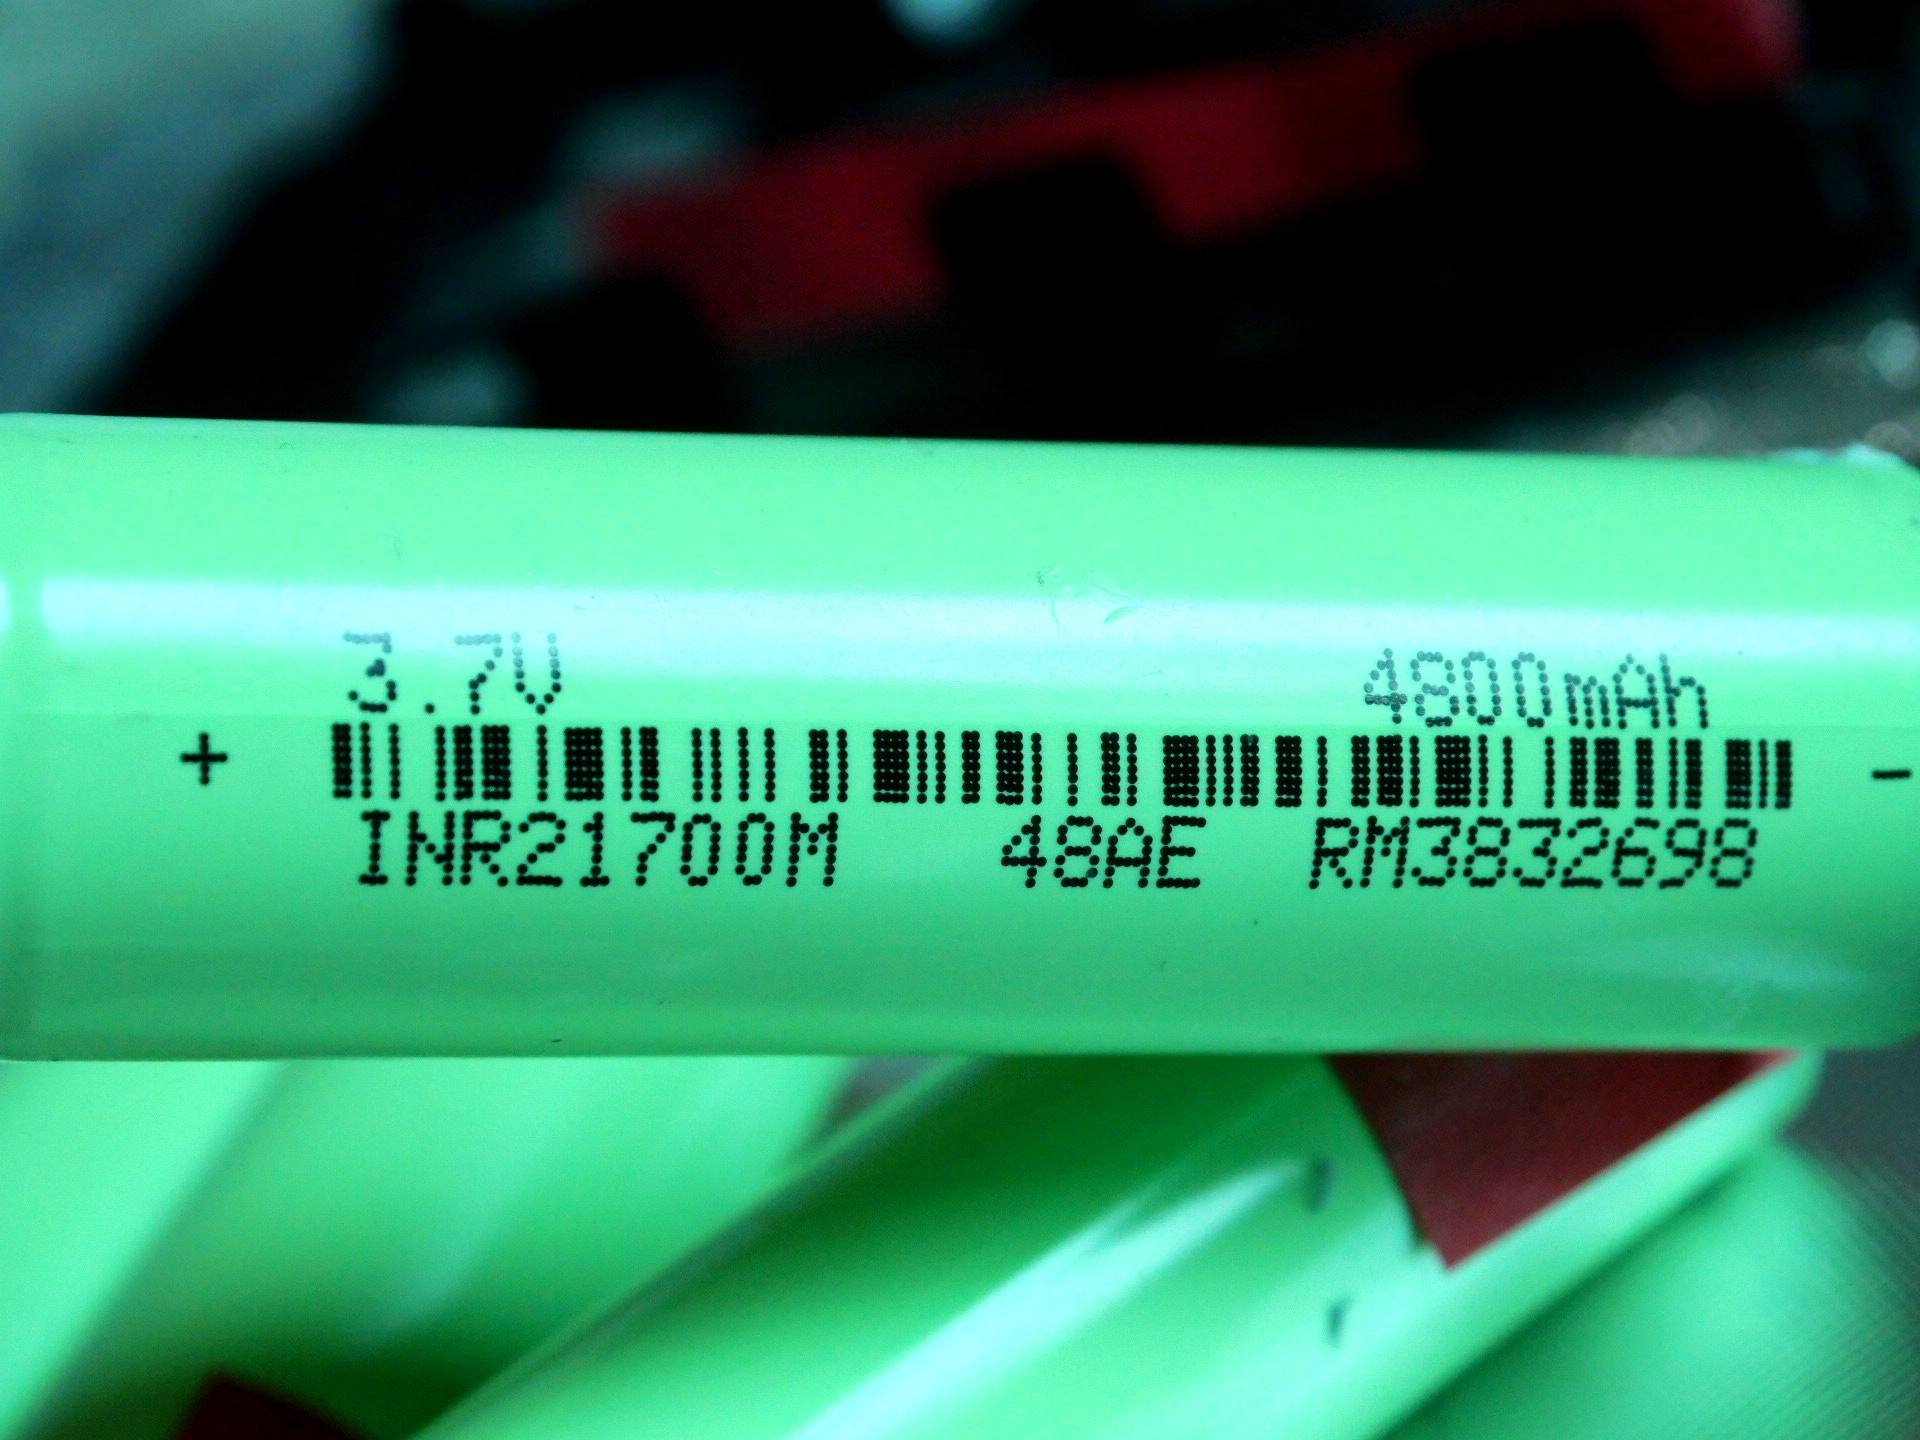 3.7V 4800mAh
+ -
INR21700M 48AE RM3832698